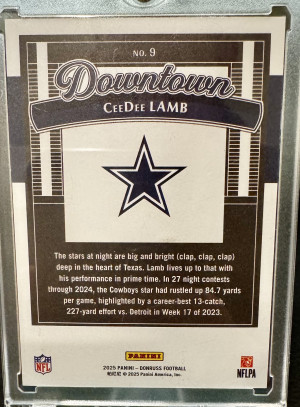 NO. 9
Downtown
CEEDEE LAMB
The stars at night are big and bright (clap, clap, clap)
deep in the heart of Texas. Lamb lives up to that with
his performance in prime time. In 27 night contests
through 2024, the Cowboys star had rustled up 84.7 yards
per game, highlighted by a career-best 13-catch,
227-yard effort vs. Detroit in Week 17 of 2023.
PANINI
NFL
2025 – DONRUSS FOOTBALL
© 2025 Panini America, Inc.
NFLPA